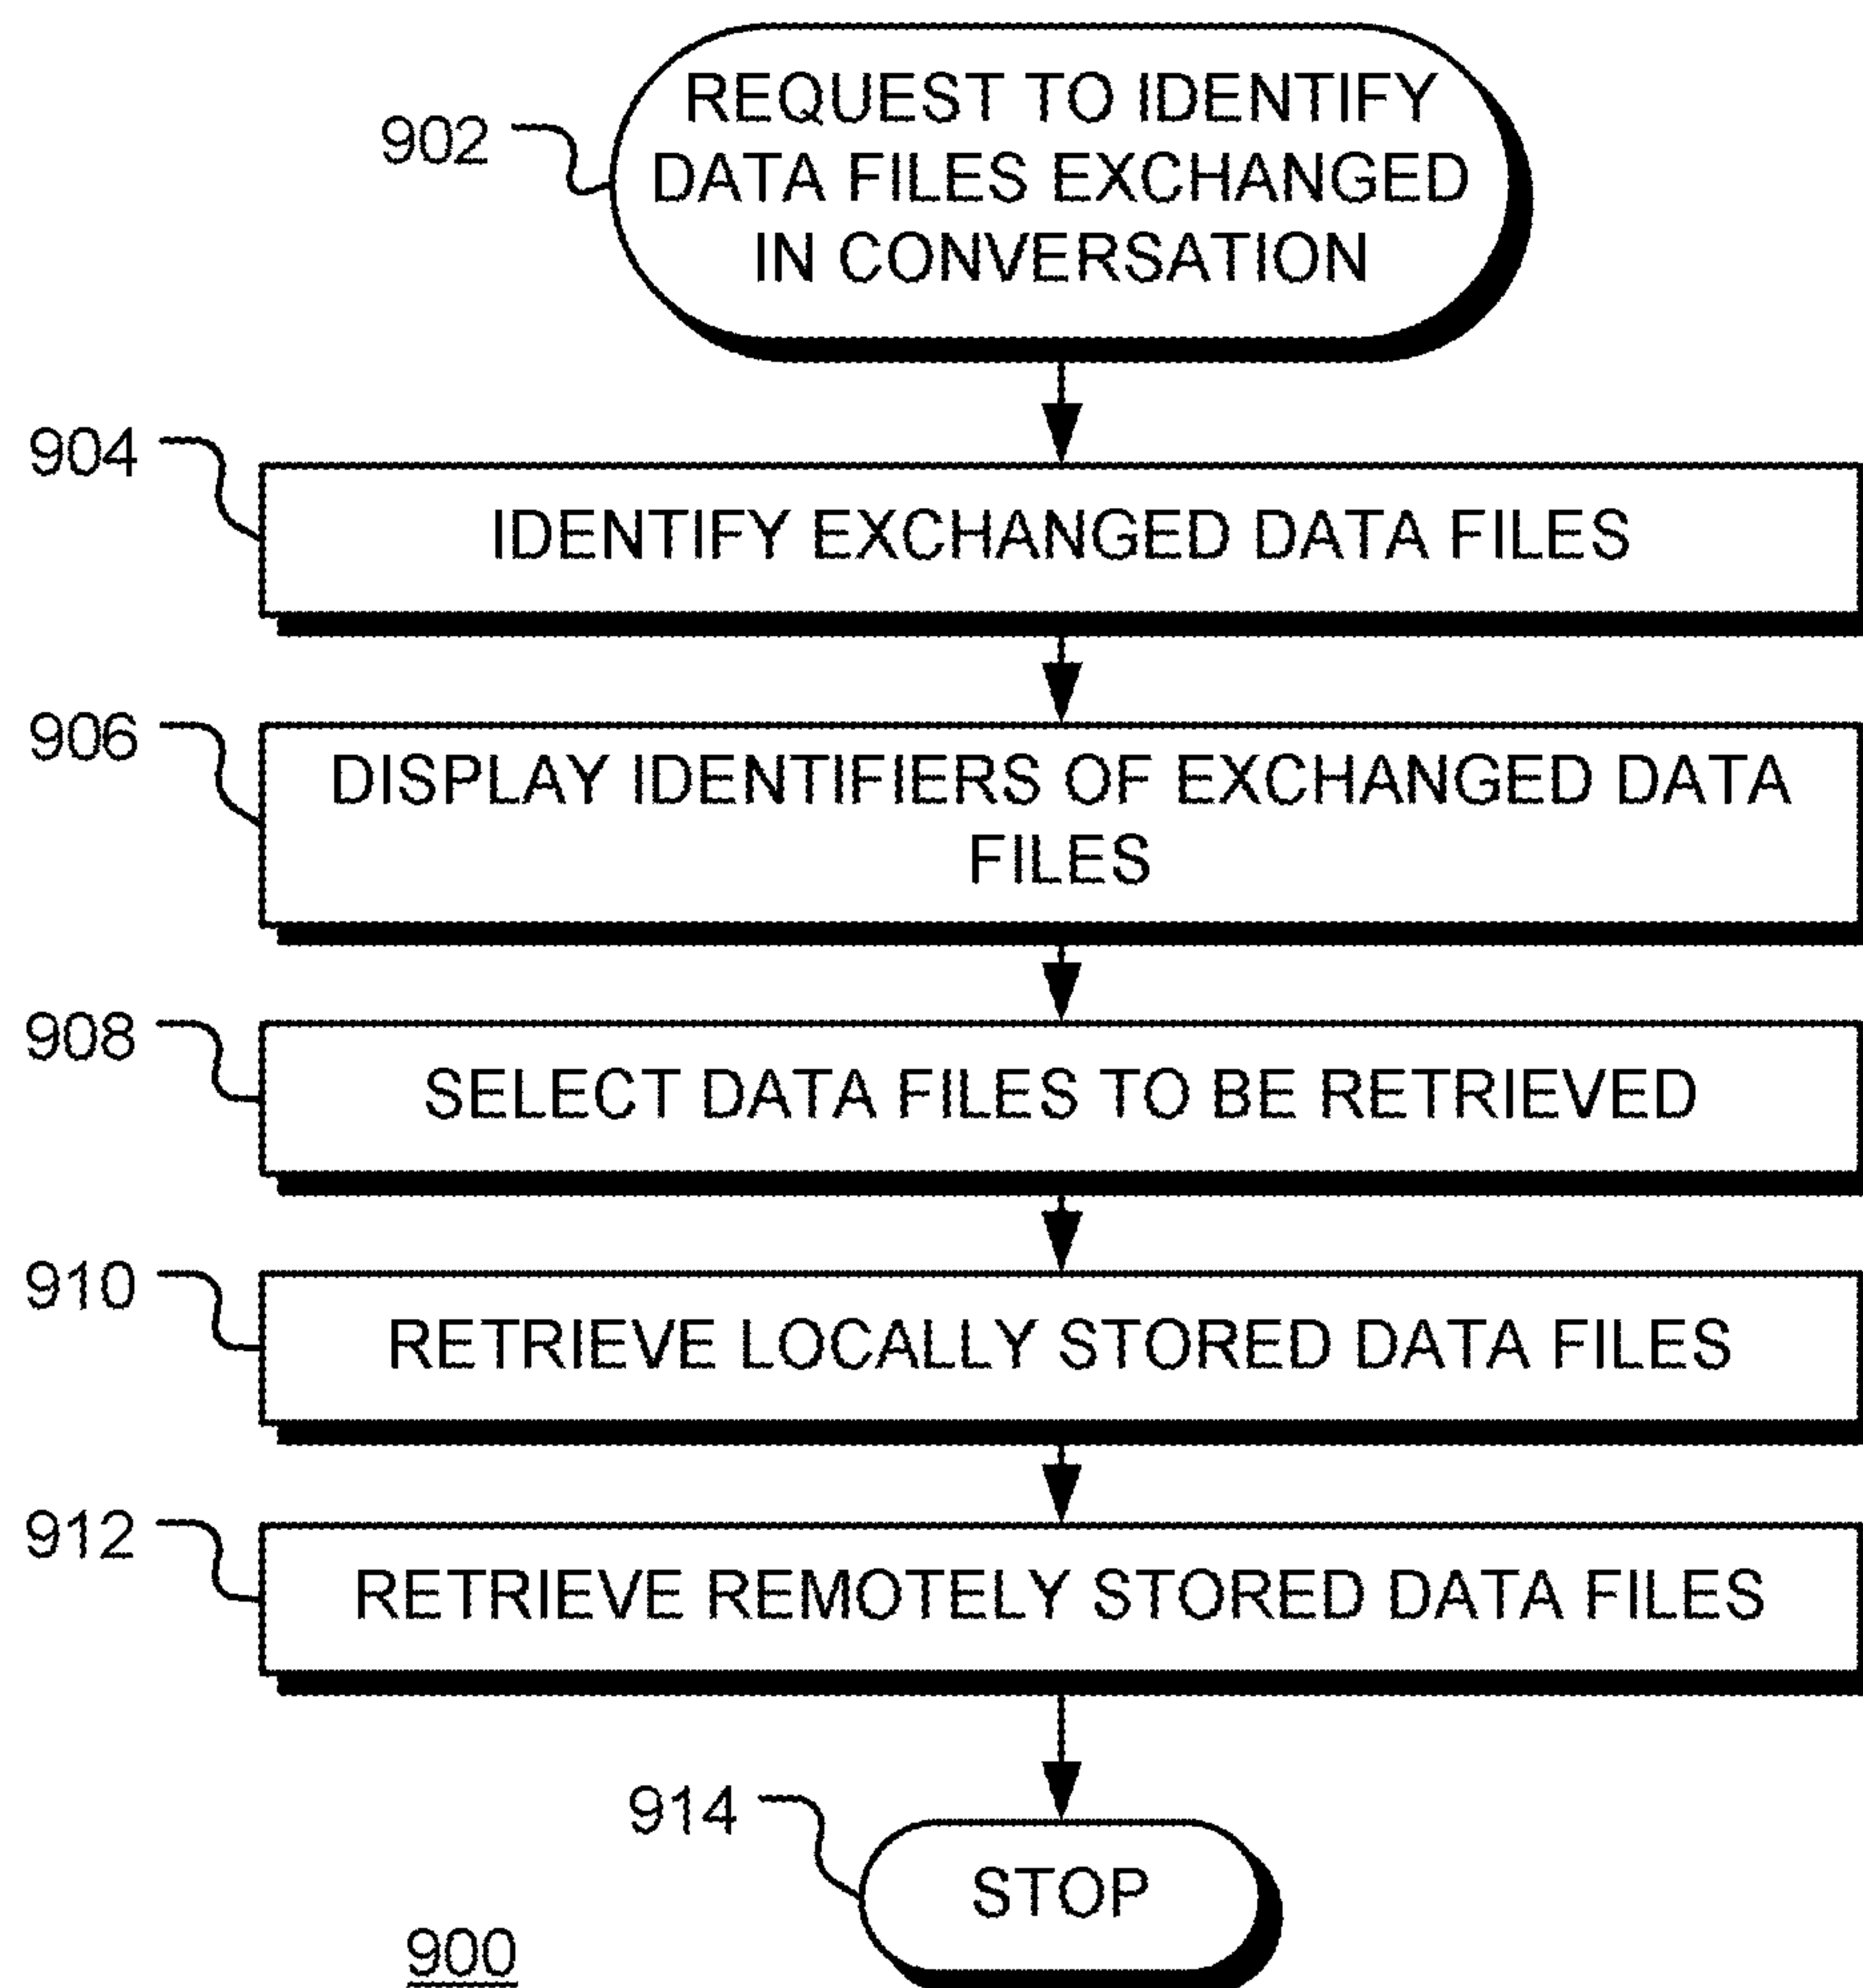 902
REQUEST TO IDENTIFY
DATA FILES EXCHANGED
IN CONVERSATION
904
IDENTIFY EXCHANGED DATA FILES
906
DISPLAY IDENTIFIERS OF EXCHANGED DATA
FILES
908
SELECT DATA FILES TO BE RETRIEVED
910
RETRIEVE LOCALLY STORED DATA FILES
912
RETRIEVE REMOTELY STORED DATA FILES
914
STOP
900